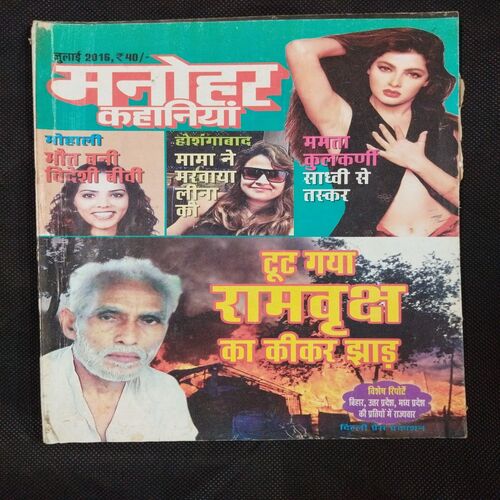 जुलाई 2016, ₹ 40/-
मनोहर
कहानियां
मोहाली
मौत बनी
विदेशी बीवी
होशंगाबाद
मामा ने
मरवाया
लीना
को
ममता
कुलकर्णी
साध्वी से
तस्कर
टूट गया
रामवृक्ष
का कीकर झाड़
विशेष रिपोर्टें
बिहार, उत्तर प्रदेश, मध्य प्रदेश
की प्रतियों में राज्यवार
दिल्ली प्रेस प्रकाशन